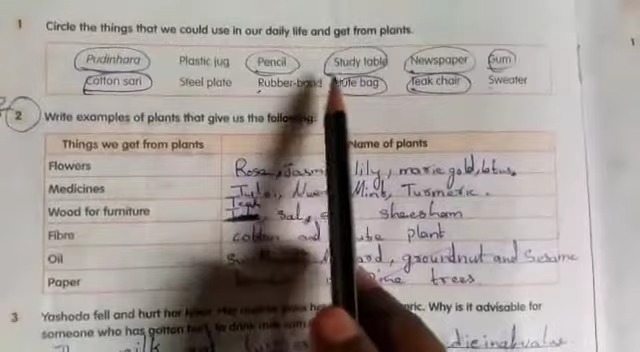 1 Circle the things that we could use in our daily life and get from plants.
Pudinhara Plastic jug Pencil Study table Newspaper Gum
Cotton sari Steel plate Rubber-band Jute bag Teak chair Sweater
2 Write examples of plants that give us the following:
Things we get from plants Name of plants
Flowers Rose, Jasm lily, marie gold, lotus.
Medicines Tulsi, Mint, Turmeric.
Wood for furniture Teak, Sal, sheesham
Fibre cotton and jute plant
Oil groundnut and Sesame
Paper Pine trees.
3 Yashoda fell and hurt her Why is it advisable for
someone who has gotten hurt to drink milk with
milk
1